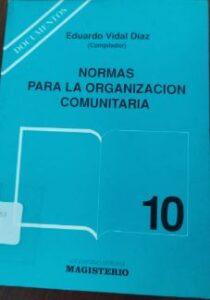 DOCUMENTOS
Eduardo Vidal Díaz
(Compilador)
NORMAS
PARA LA ORGANIZACION
COMUNITARIA
10
MAGISTERIO